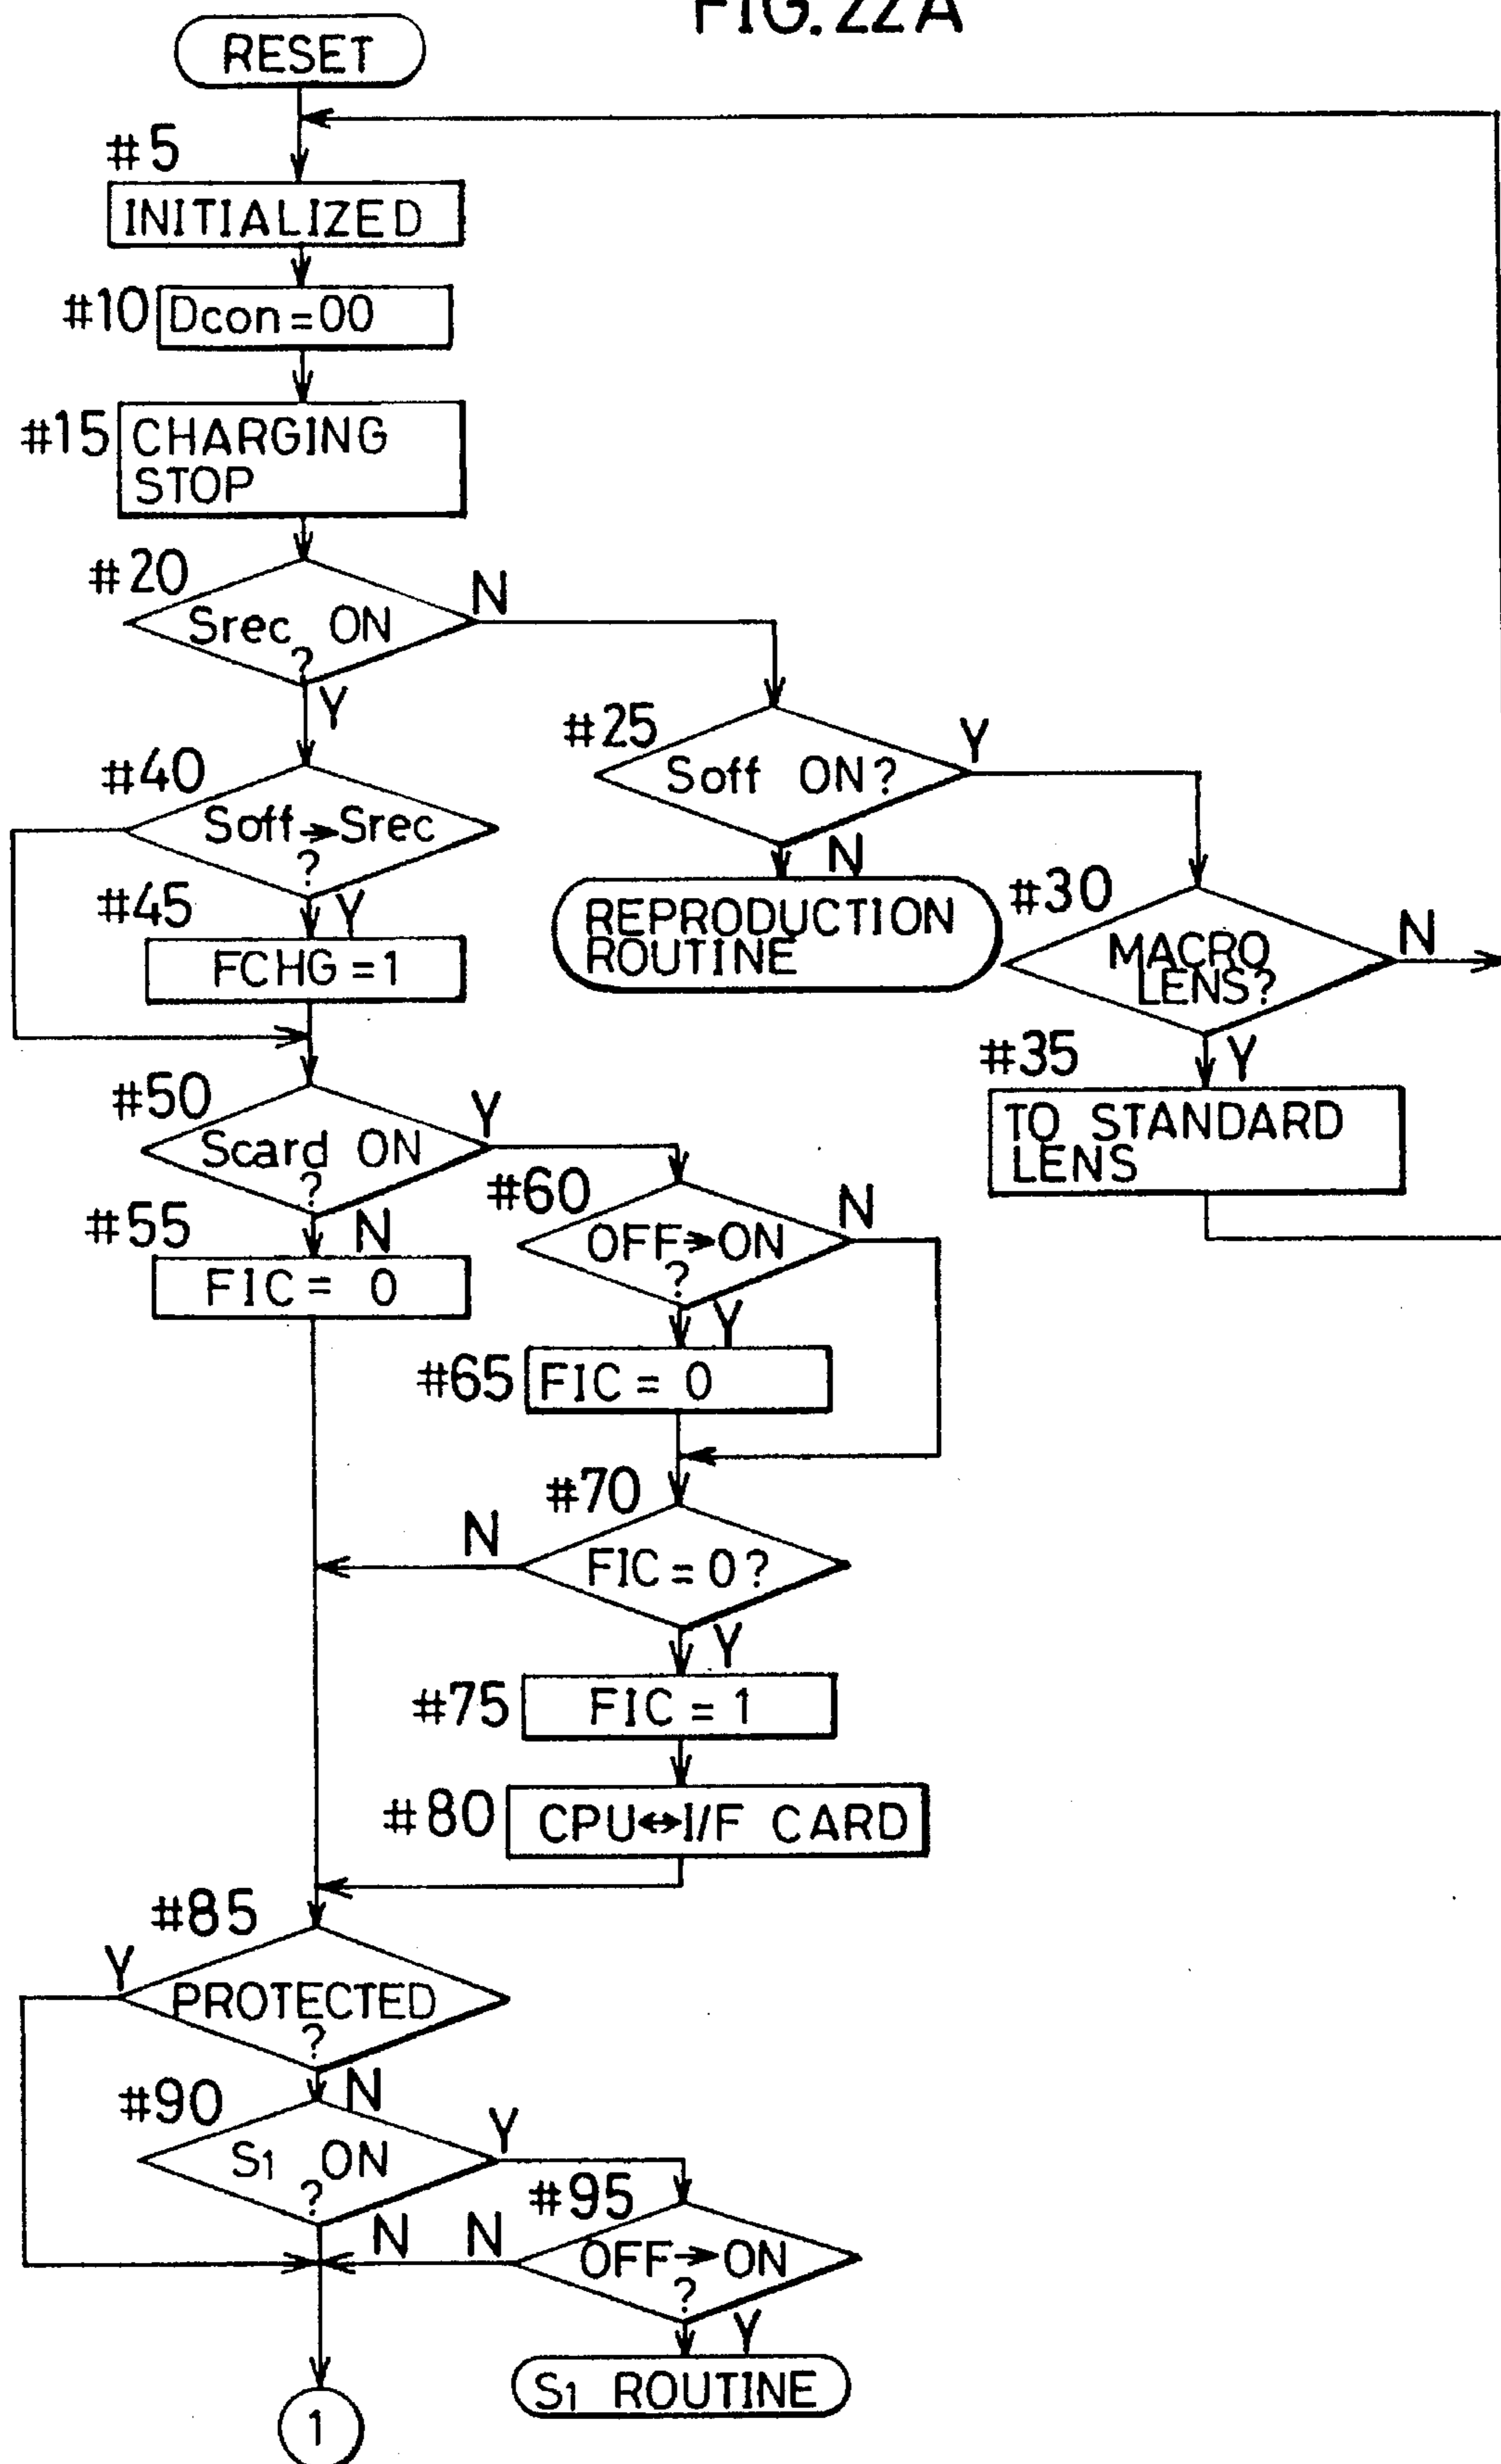 FIG. 22A
RESET
#5
INITIALIZED
#10
Dcon=00
#15
CHARGING
STOP
#20
Srec ON
?
N
Y
#25
Soff ON?
Y
N
REPRODUCTION
ROUTINE
#30
MACRO
LENS?
N
Y
#35
TO STANDARD
LENS
#40
Soff→Srec
?
Y
#45
FCHG=1
#50
Scard ON
?
Y
N
#55
FIC= 0
#60
OFF→ON
?
N
Y
#65
FIC= 0
#70
FIC=0?
N
Y
#75
FIC = 1
#80
CPU↔I/F CARD
#85
PROTECTED
?
Y
N
#90
S1 ON
?
Y
N
#95
OFF→ON
?
N
Y
S1 ROUTINE
1